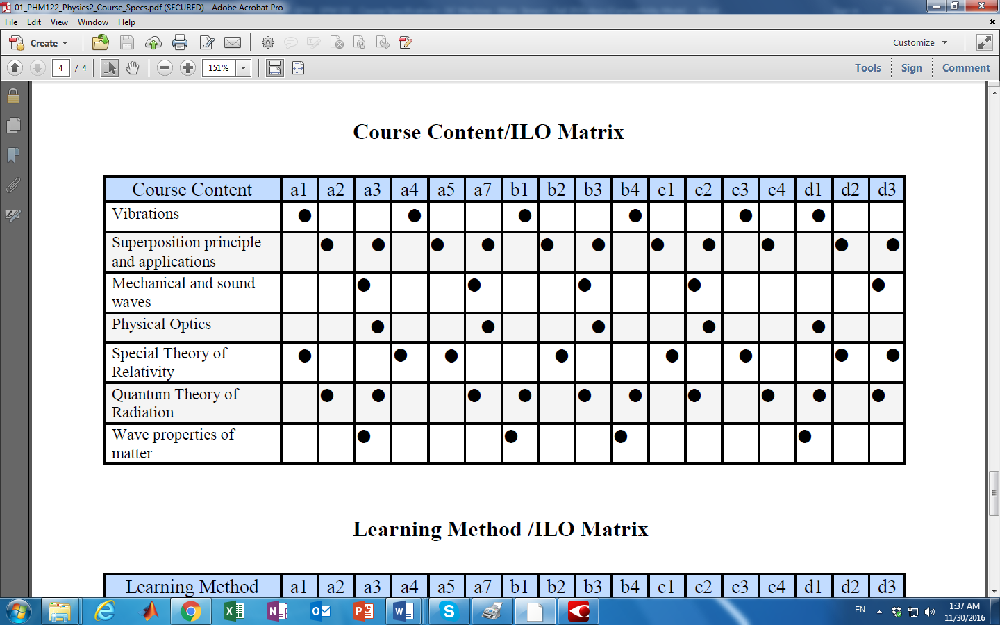 01_PHM122_Physics2_Course_Specs.pdf (SECURED) - Adobe Acrobat Pro
File Edit View Window Help
Create Customize
4 / 4 151% Tools Sign Comment
Course Content/ILO Matrix
Course Content a1 a2 a3 a4 a5 a7 b1 b2 b3 b4 c1 c2 c3 c4 d1 d2 d3
Vibrations ● ● ● ● ● ●
Superposition principle
and applications ● ● ● ● ● ● ● ● ● ● ●
Mechanical and sound
waves ● ● ● ● ●
Physical Optics ● ● ● ● ●
Special Theory of
Relativity ● ● ● ● ● ● ● ●
Quantum Theory of
Radiation ● ● ● ● ● ● ● ● ● ●
Wave properties of
matter ● ● ● ●
Learning Method /ILO Matrix
Learning Method a1 a2 a3 a4 a5 a7 b1 b2 b3 b4 c1 c2 c3 c4 d1 d2 d3
EN 1:37 AM
11/30/2016